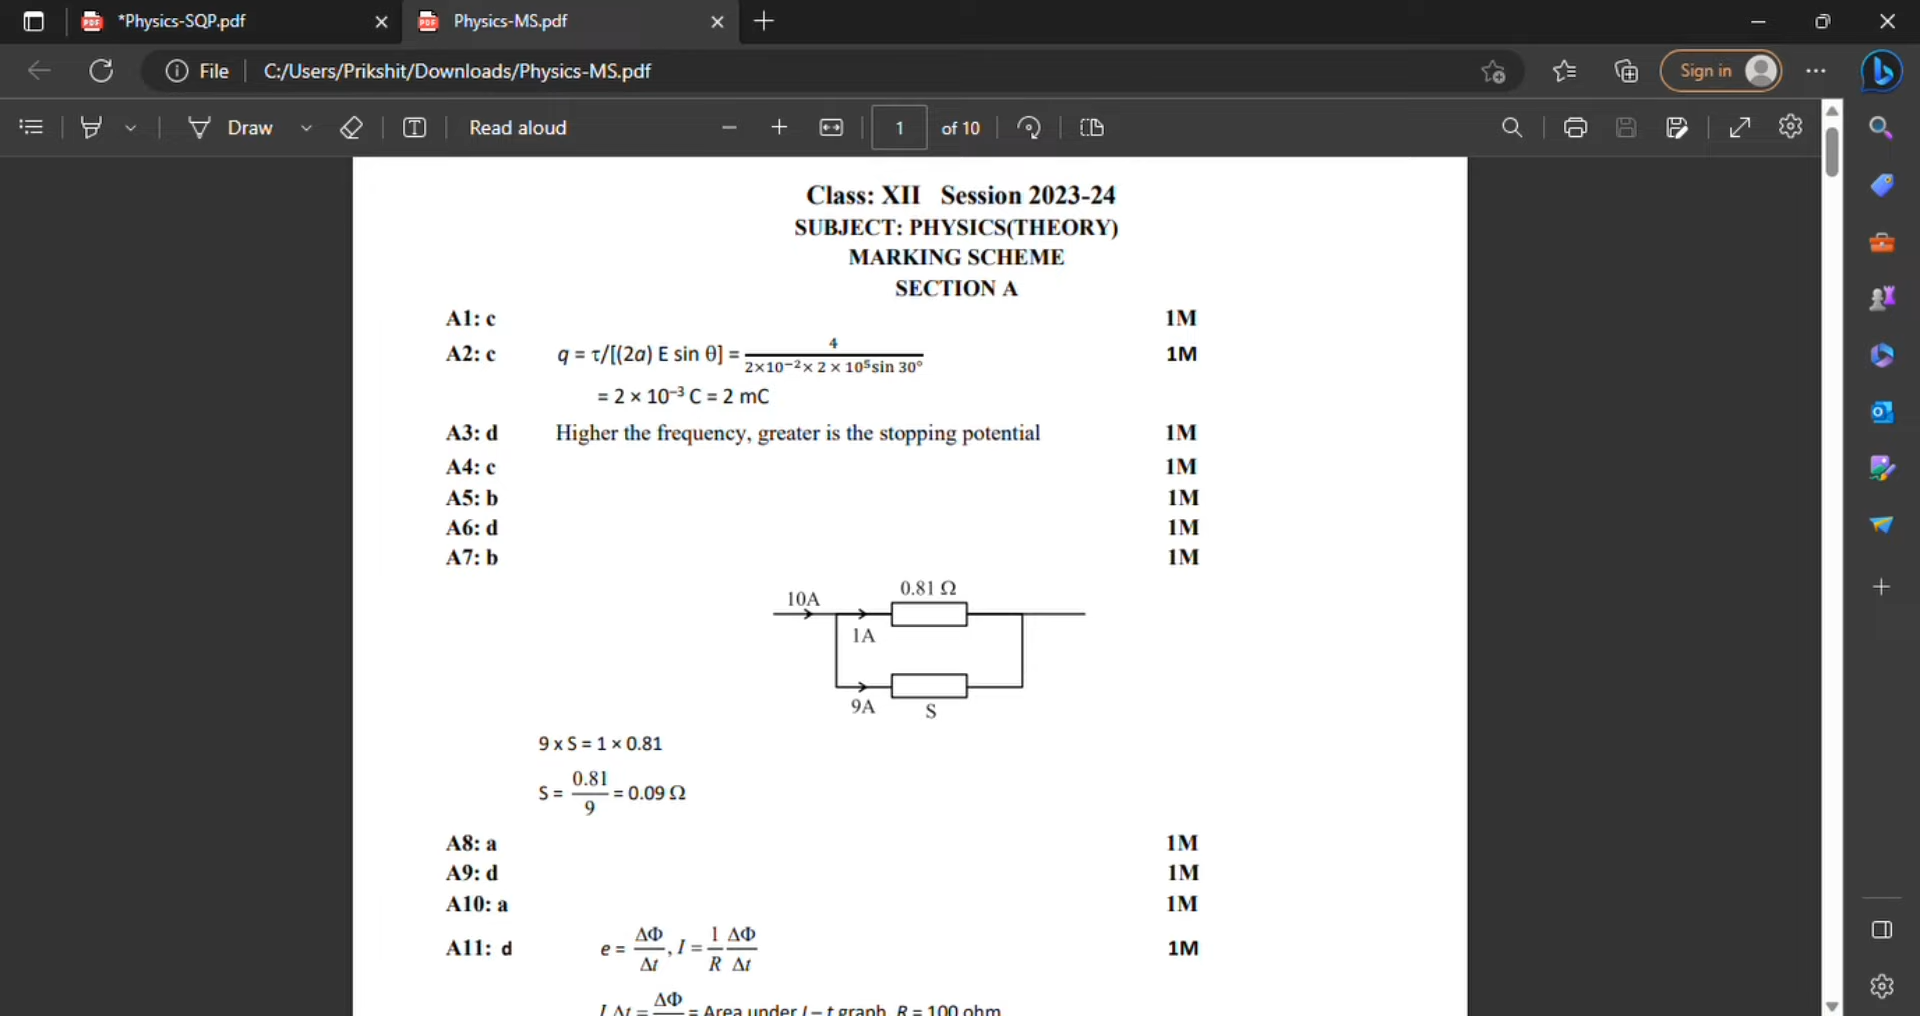 *Physics-SQP.pdf
Physics-MS.pdf
File
C:/Users/Prikshit/Downloads/Physics-MS.pdf
Sign in
Draw
Read aloud
1 of 10
Class: XII Session 2023-24
SUBJECT: PHYSICS(THEORY)
MARKING SCHEME
SECTION A
A1: c 1M
A2: c q = τ/[(2a) E sin θ] = 4 / 2×10⁻²× 2 × 10⁵sin 30° 1M
= 2 × 10⁻³ C = 2 mC
A3: d Higher the frequency, greater is the stopping potential 1M
A4: c 1M
A5: b 1M
A6: d 1M
A7: b 1M
0.81 Ω
10A
1A
9A
S
9 x S = 1 × 0.81
S = 0.81 / 9 = 0.09 Ω
A8: a 1M
A9: d 1M
A10: a 1M
A11: d e = ΔΦ / Δt , I = 1 / R ΔΦ / Δt 1M
I Δt = ΔΦ = Area under I – t graph, R = 100 ohm